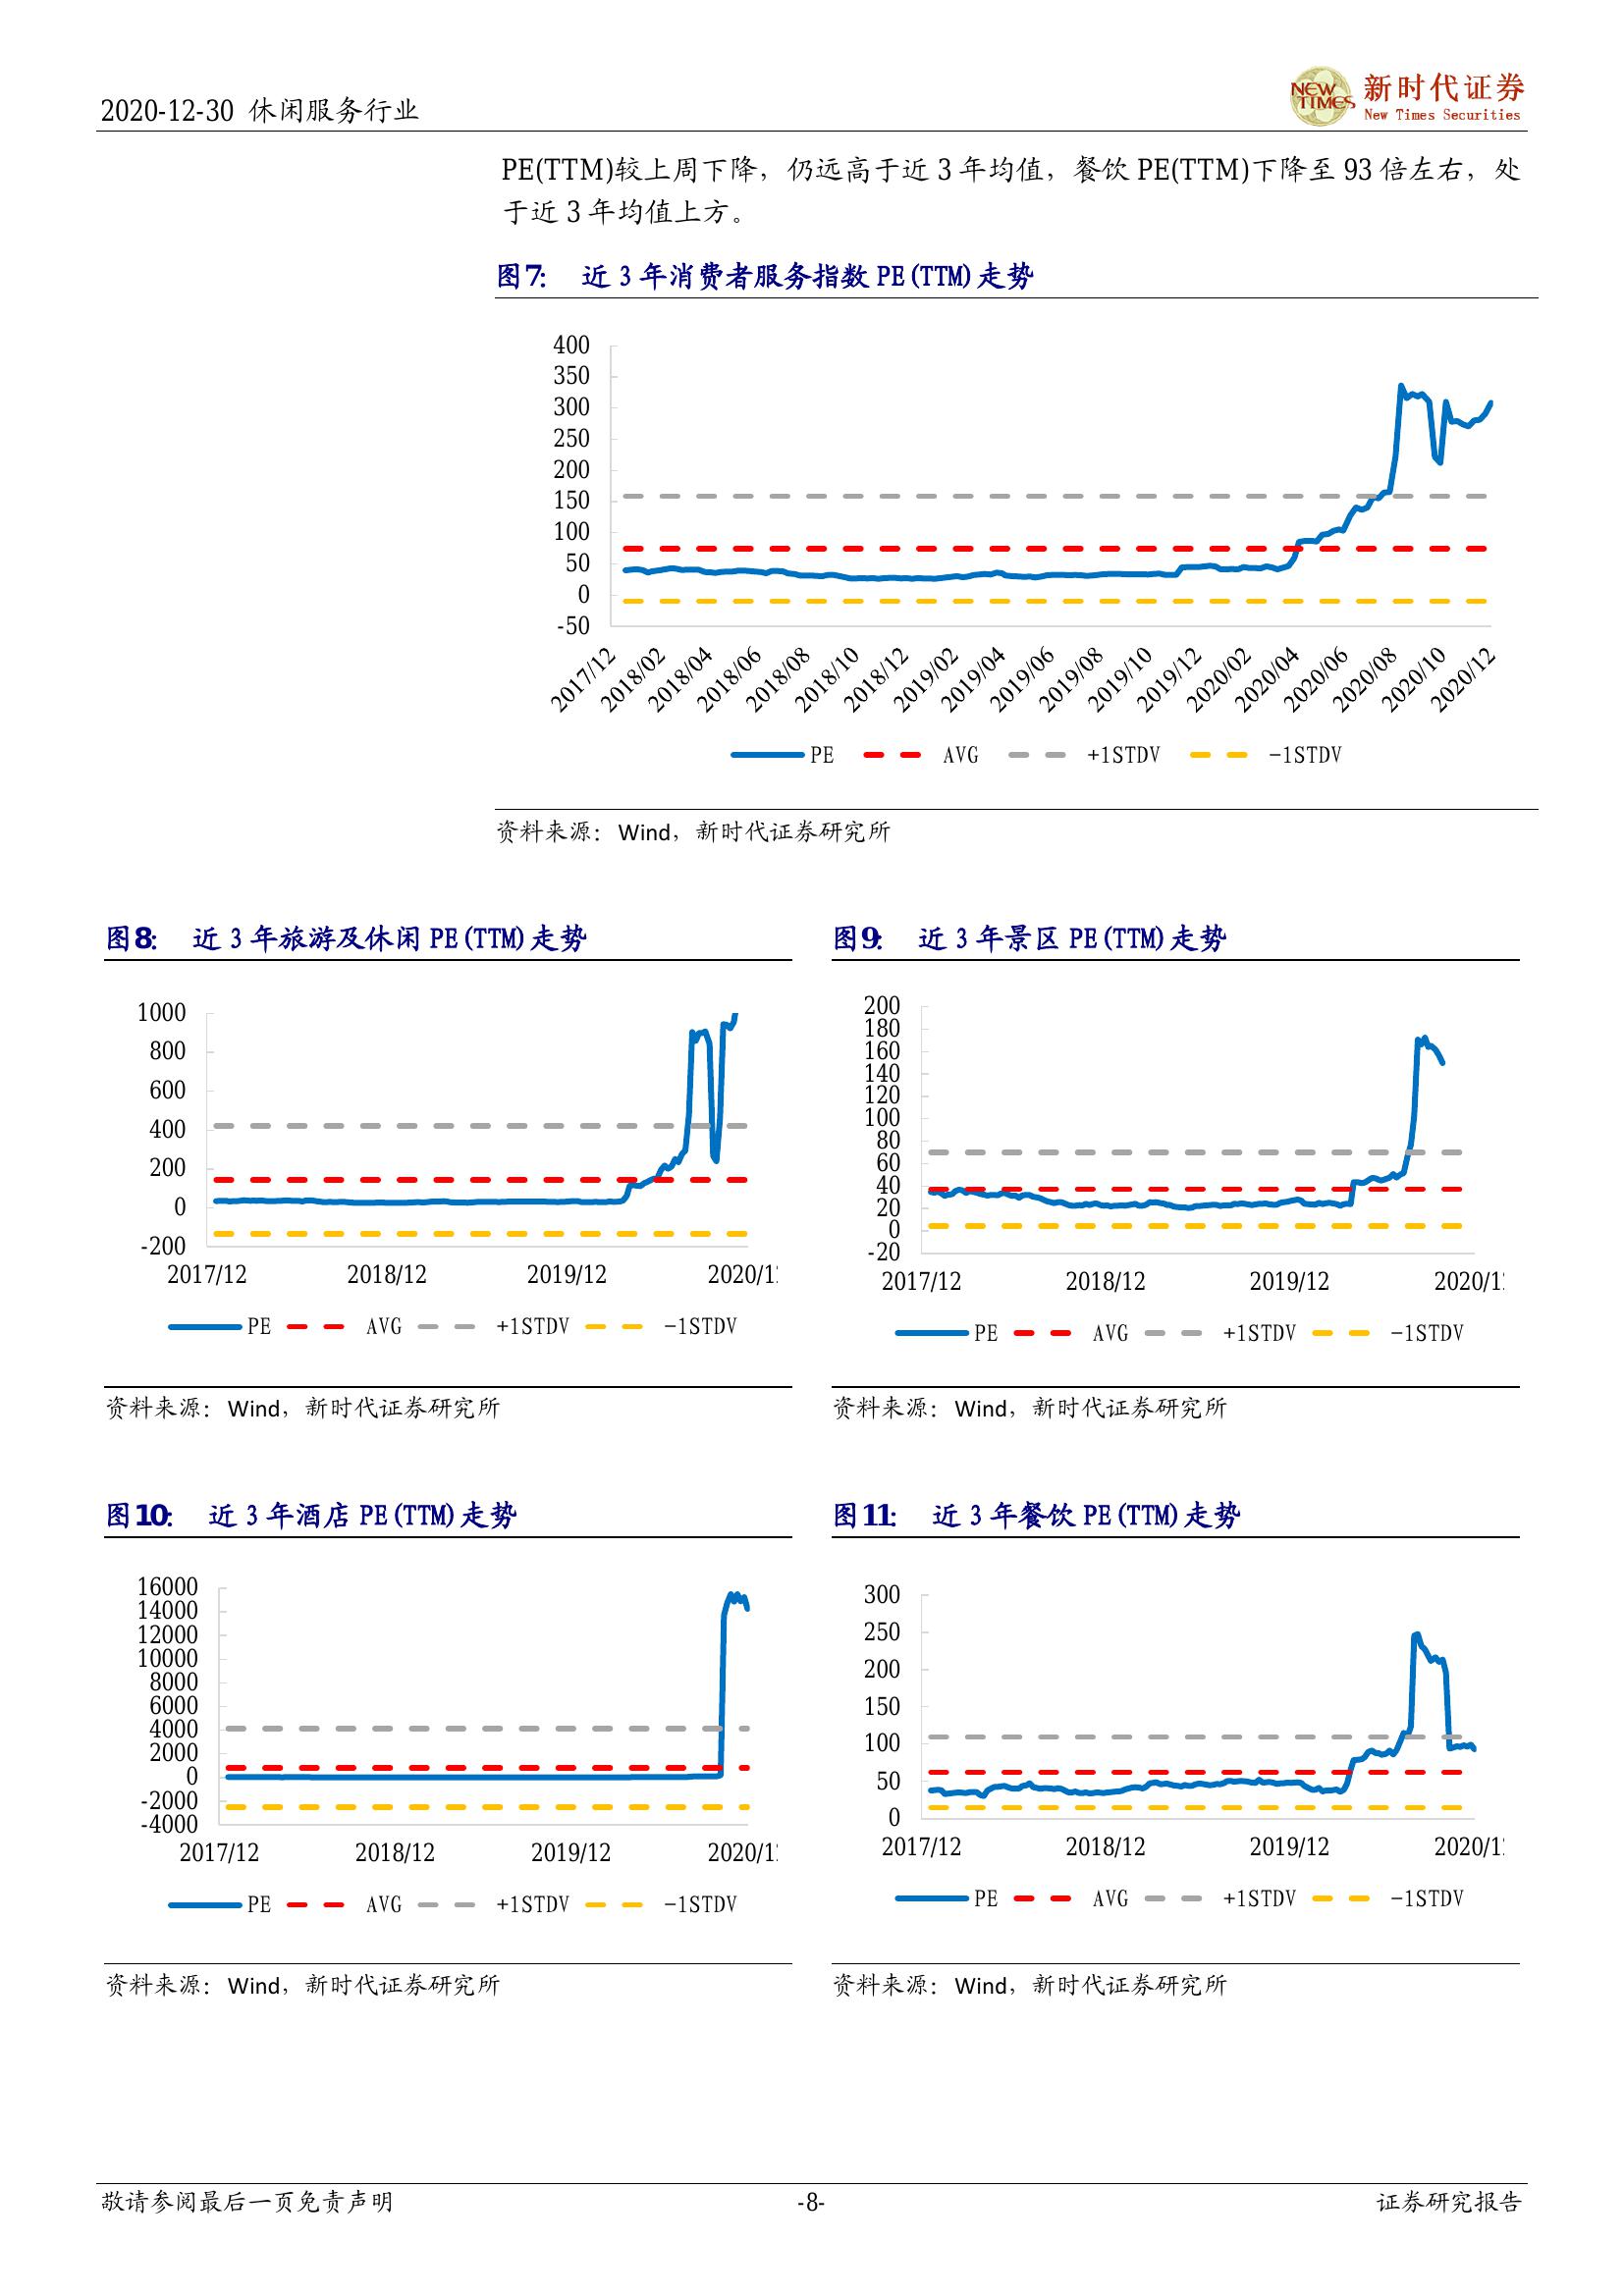 2020-12-30 休闲服务行业
NEW TIMES 新时代证券
New Times Securities
PE(TTM)较上周下降，仍远高于近 3 年均值，餐饮 PE(TTM)下降至 93 倍左右，处
于近 3 年均值上方。
图7： 近 3 年消费者服务指数 PE(TTM)走势
400
350
300
250
200
150
100
50
0
-50
2017/12 2018/02 2018/04 2018/06 2018/08 2018/10 2018/12 2019/02 2019/04 2019/06 2019/08 2019/10 2019/12 2020/02 2020/04 2020/06 2020/08 2020/10 2020/12
PE AVG +1STDV -1STDV
资料来源：Wind，新时代证券研究所
图8： 近 3 年旅游及休闲 PE(TTM)走势
1000
800
600
400
200
0
-200
2017/12 2018/12 2019/12 2020/1
PE AVG +1STDV -1STDV
资料来源：Wind，新时代证券研究所
图9： 近 3 年景区 PE(TTM)走势
200
180
160
140
120
100
80
60
40
20
0
-20
2017/12 2018/12 2019/12 2020/1
PE AVG +1STDV -1STDV
资料来源：Wind，新时代证券研究所
图10： 近 3 年酒店 PE(TTM)走势
16000
14000
12000
10000
8000
6000
4000
2000
0
-2000
-4000
2017/12 2018/12 2019/12 2020/1
PE AVG +1STDV -1STDV
资料来源：Wind，新时代证券研究所
图11： 近 3 年餐饮 PE(TTM)走势
300
250
200
150
100
50
0
2017/12 2018/12 2019/12 2020/1
PE AVG +1STDV -1STDV
资料来源：Wind，新时代证券研究所
敬请参阅最后一页免责声明 -8- 证券研究报告